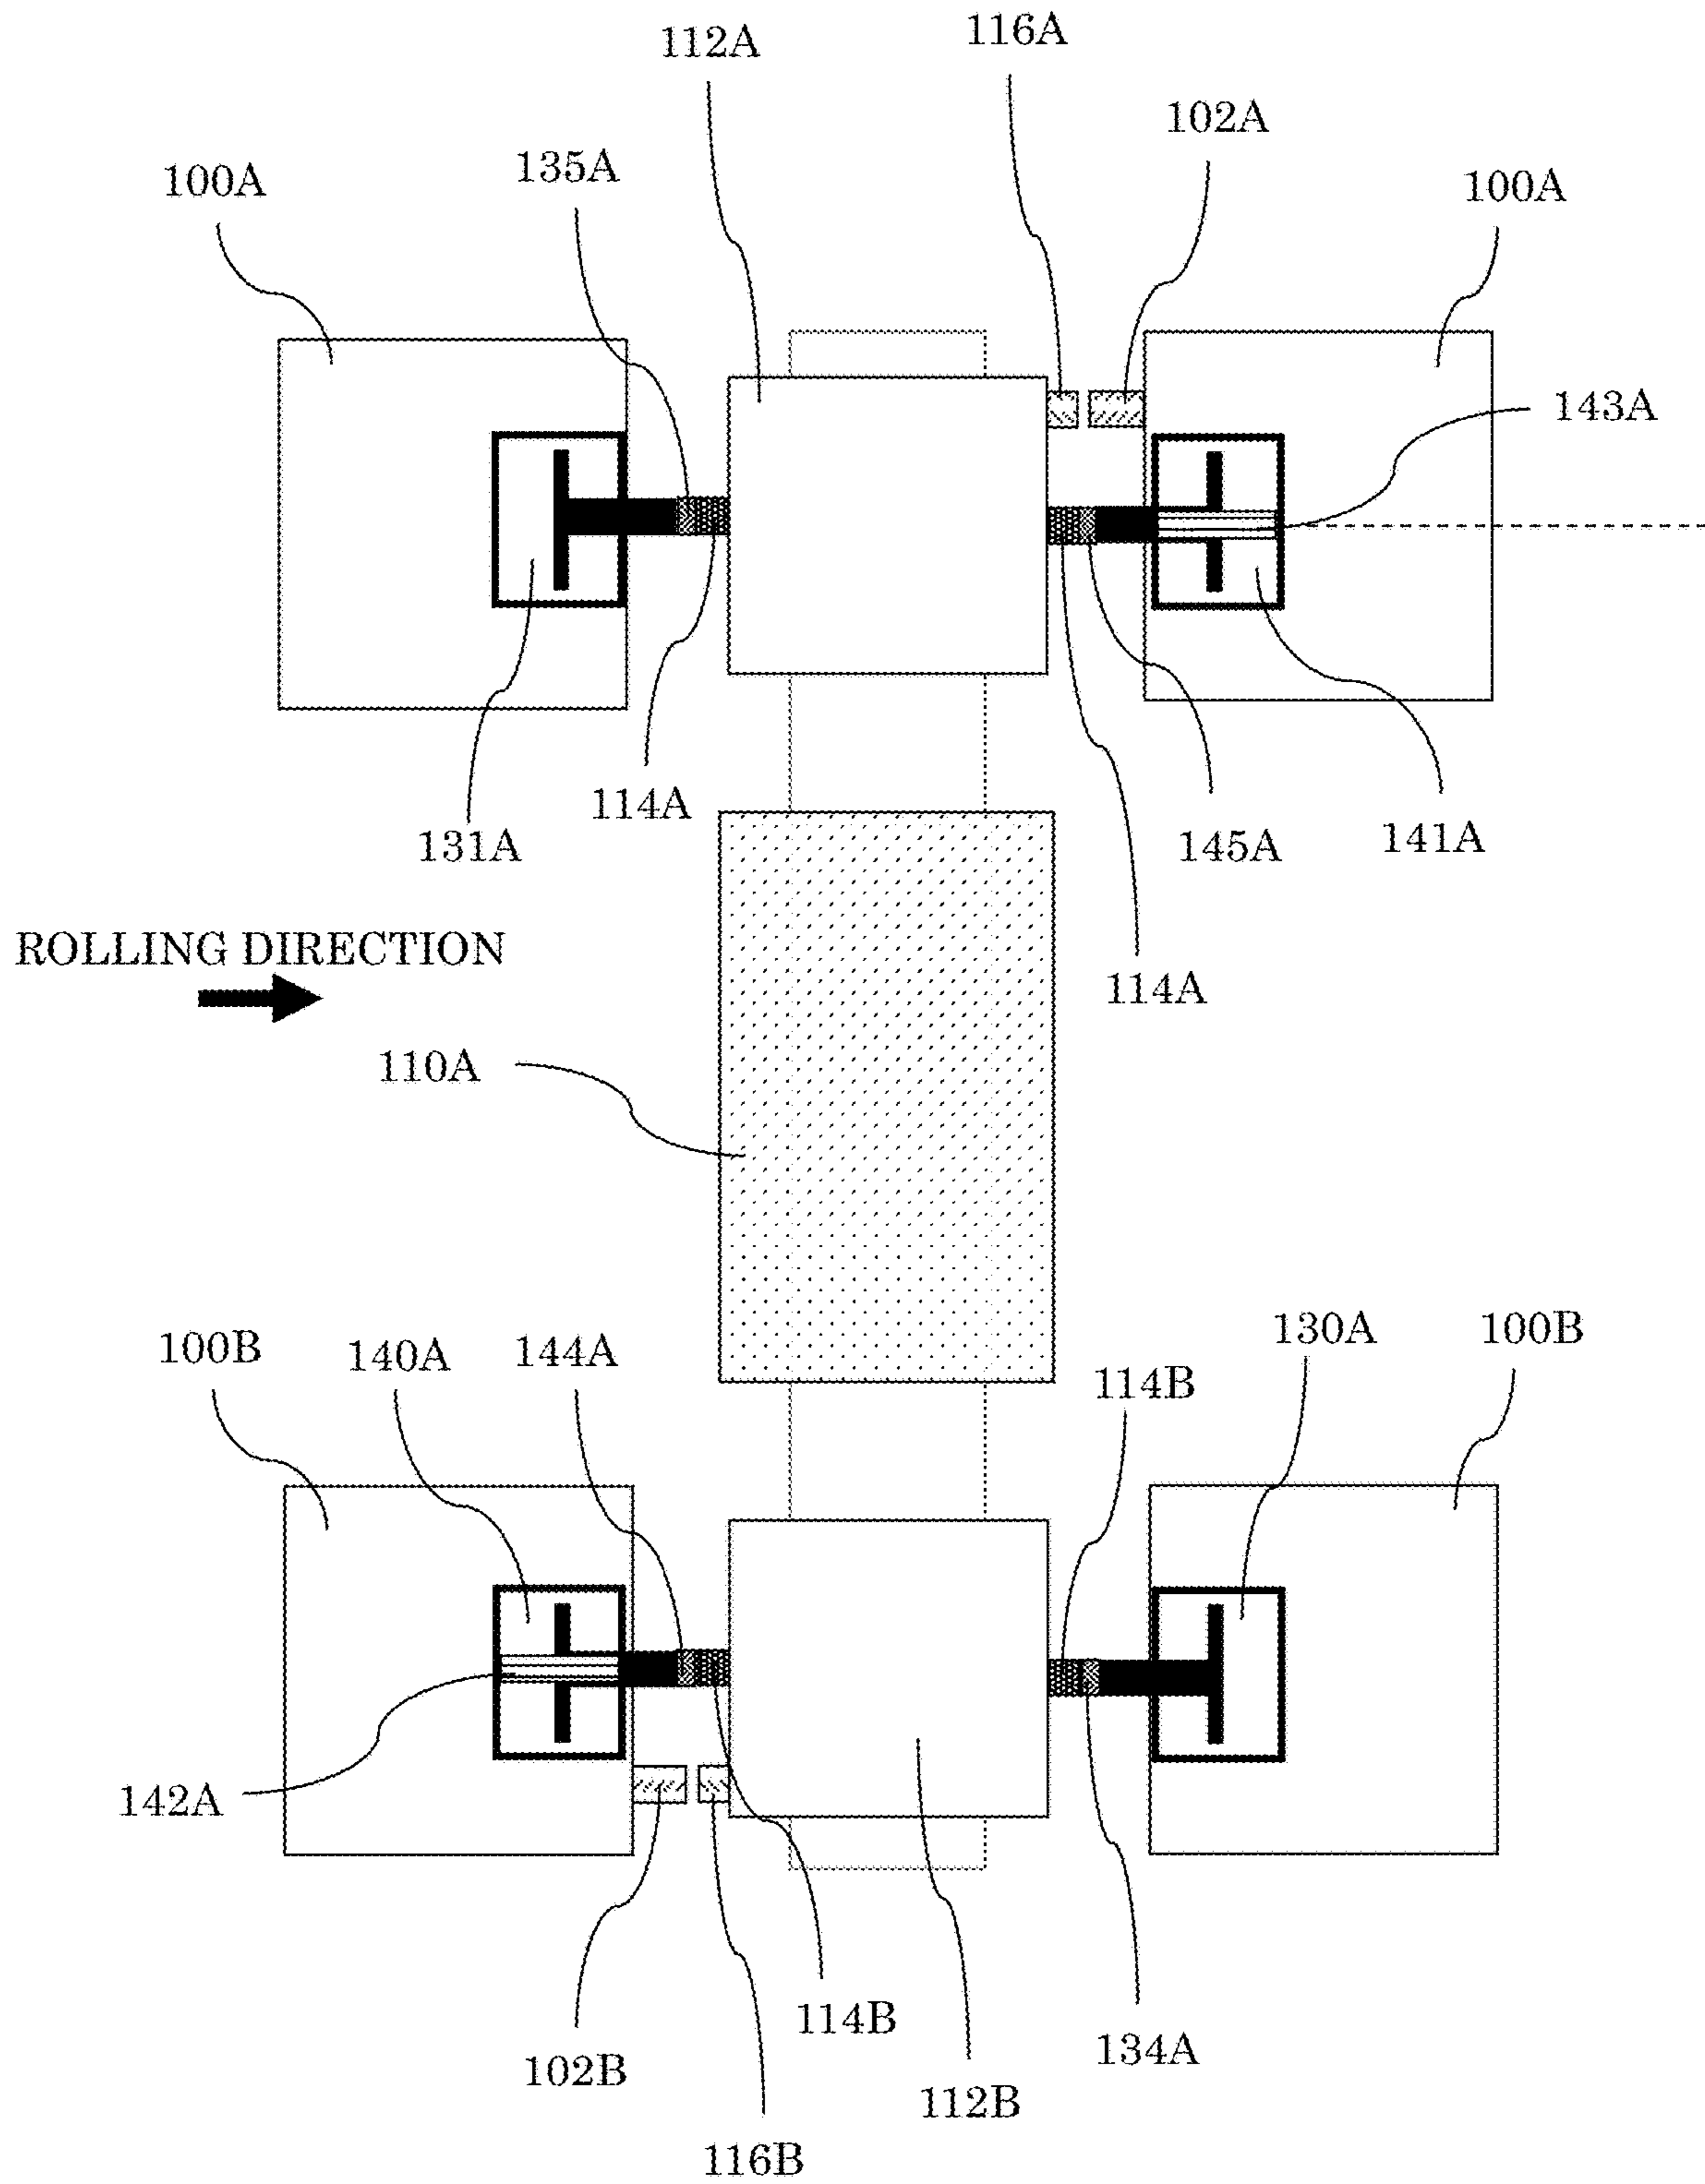 116A
112A
102A
135A
100A
100A
143A
114A
131A
145A
141A
ROLLING DIRECTION
114A
110A
130A
100B
100B
140A
144A
114B
142A
114B
134A
102B
112B
116B